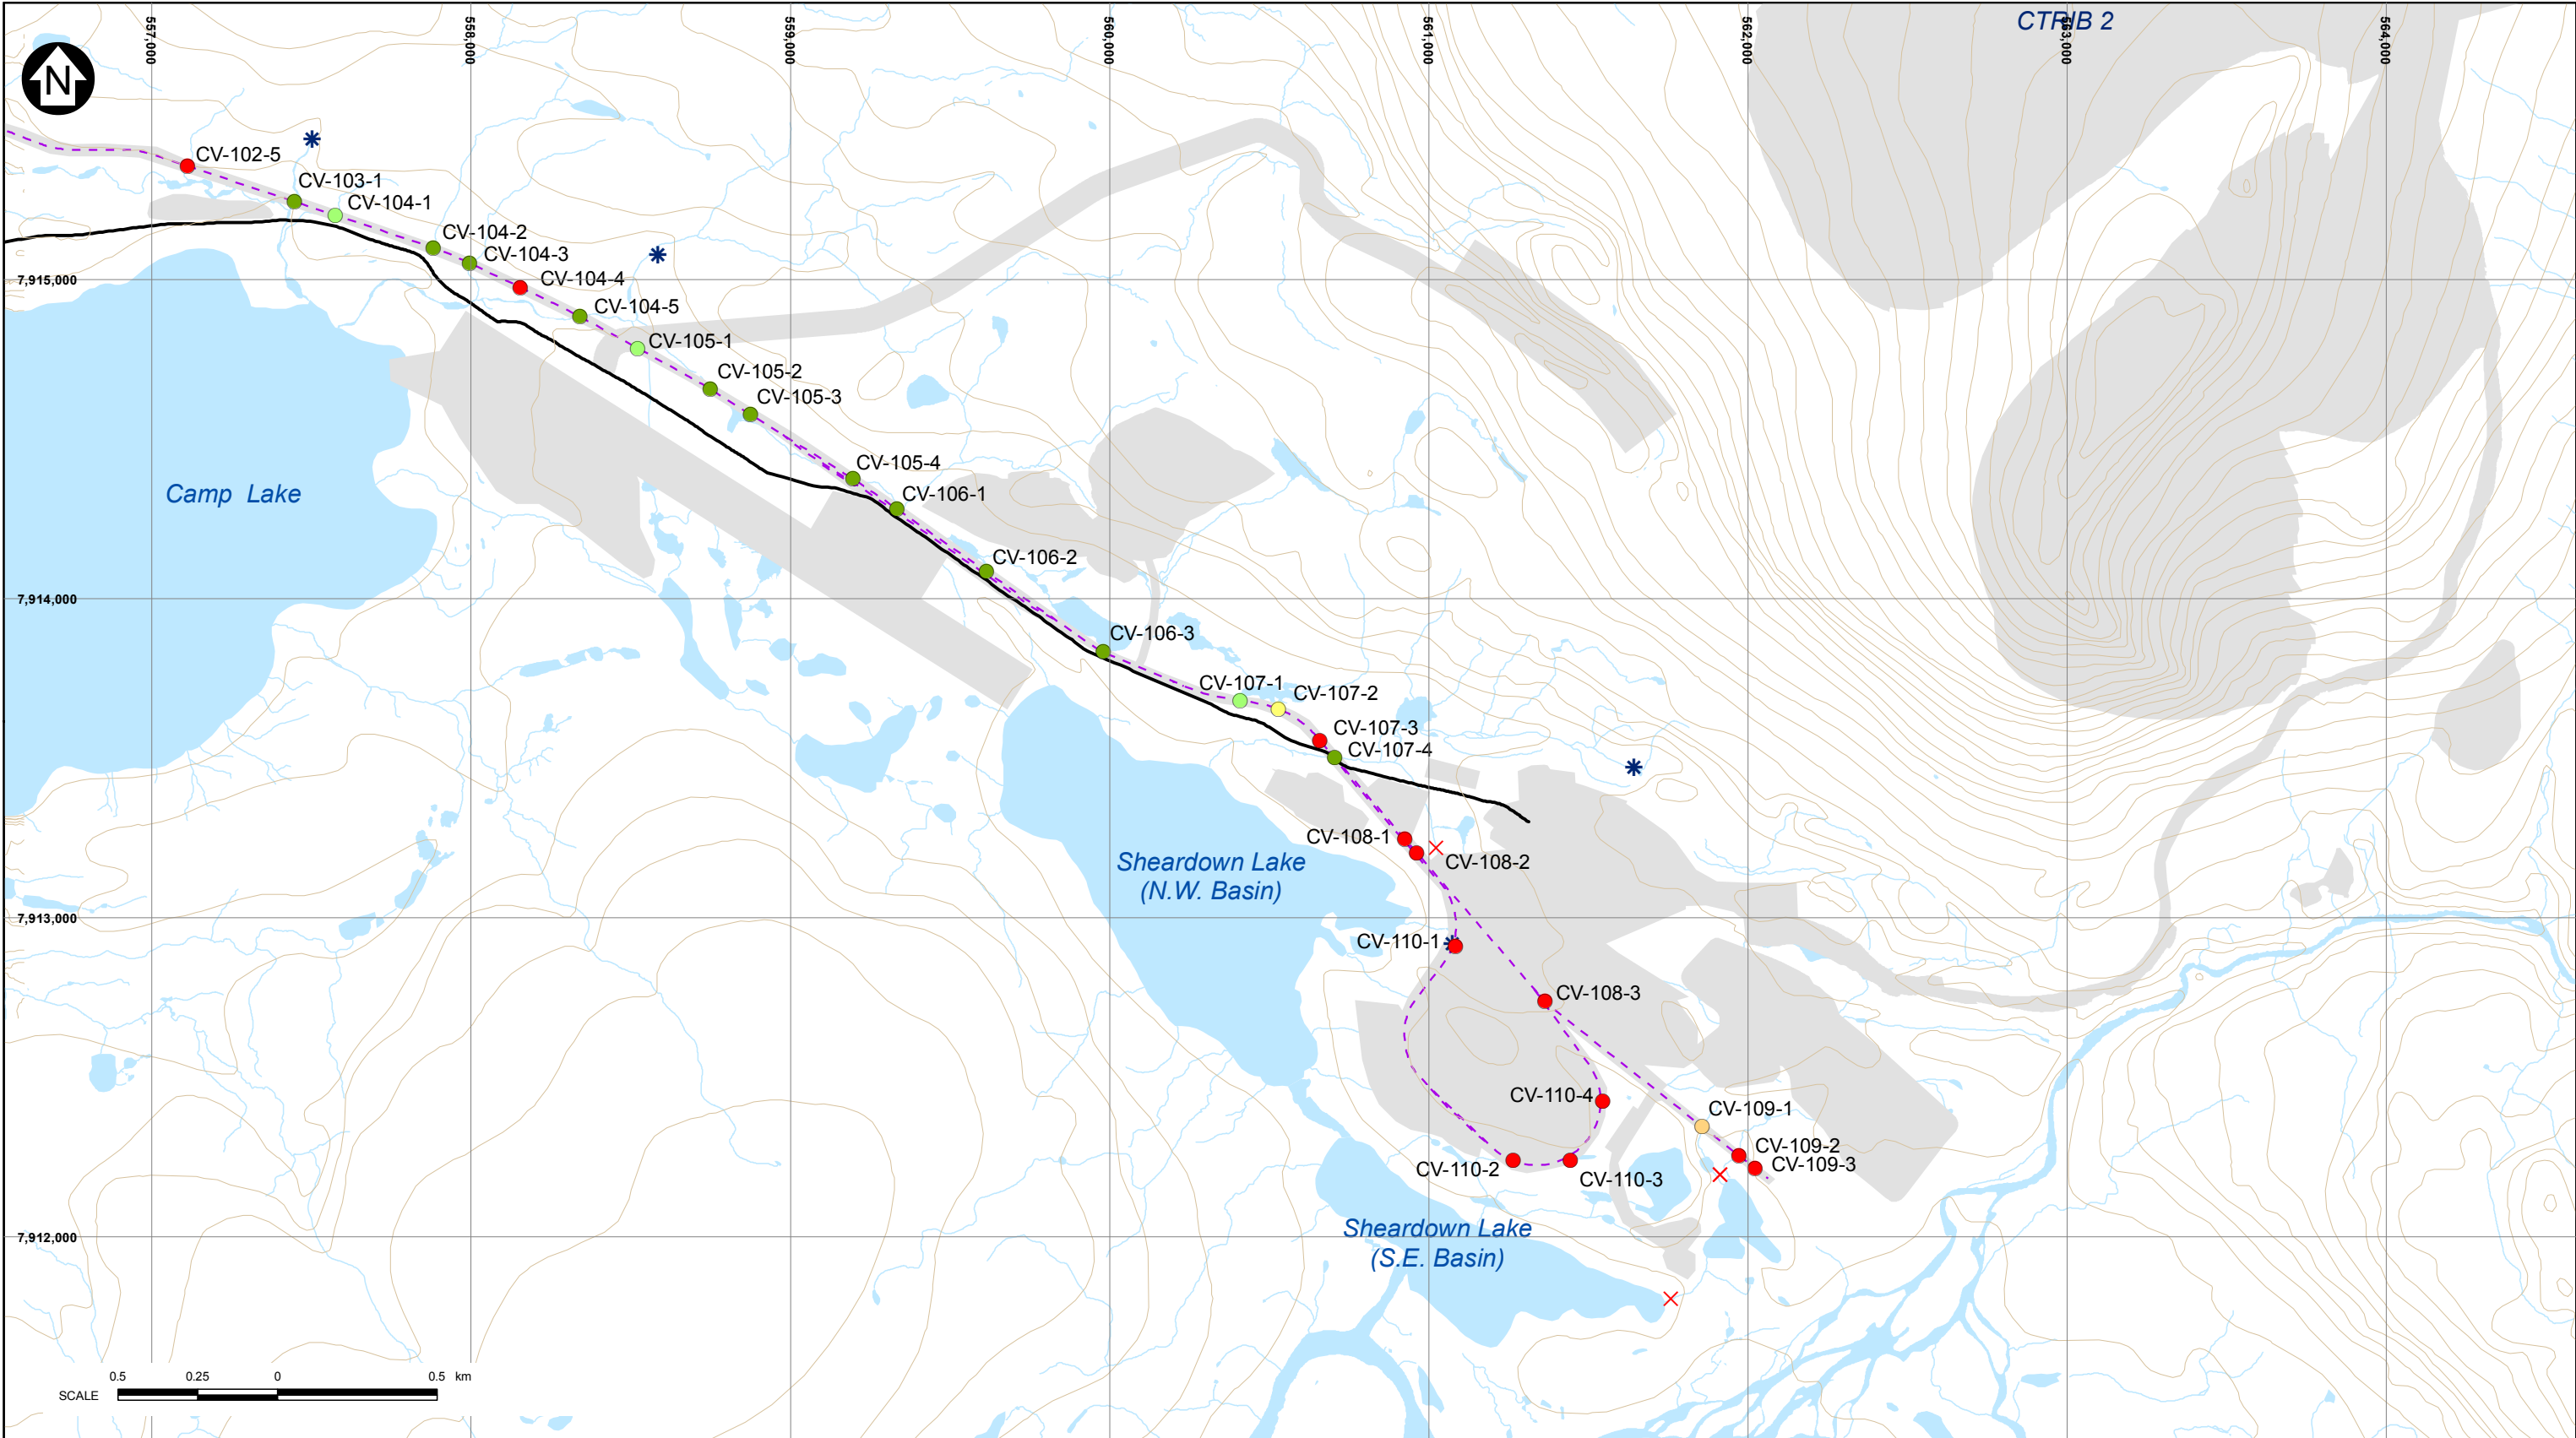 557,000
558,000
559,000
560,000
561,000
562,000
563,000
564,000
CTRIB 2
N
CV-102-5
CV-103-1
CV-104-1
CV-104-2
CV-104-3
CV-104-4
7,915,000
CV-104-5
CV-105-1
CV-105-2
CV-105-3
CV-105-4
Camp Lake
CV-106-1
CV-106-2
7,914,000
CV-106-3
CV-107-1
CV-107-2
CV-107-3
CV-107-4
CV-108-1
CV-108-2
Sheardown Lake
(N.W. Basin)
7,913,000
CV-110-1
CV-108-3
CV-110-4
CV-109-1
CV-109-2
CV-109-3
CV-110-2
CV-110-3
7,912,000
Sheardown Lake
(S.E. Basin)
0.5 0.25 0 0.5 km
SCALE